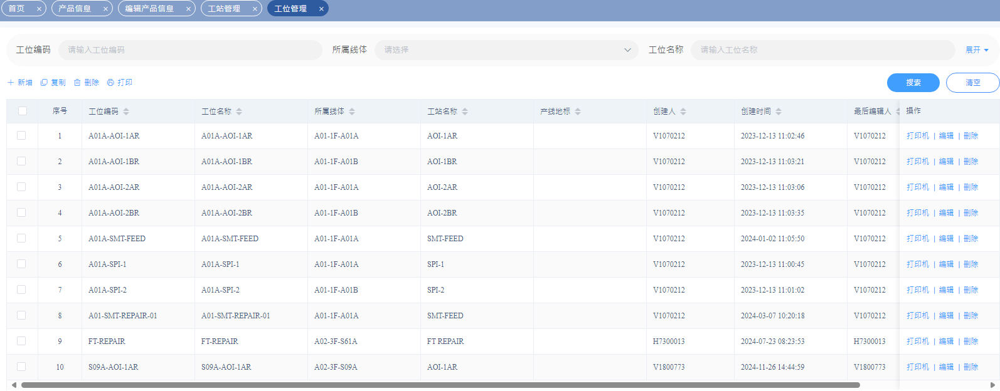 首页 × 产品信息 × 编辑产品信息 × 工站管理 × 工位管理 ×
工位编码 请输入工位编码 所属线体 请选择 工位名称 请输入工位名称 展开
新增 复制 删除 打印 搜索 清空
序号 工位编码 工位名称 所属线体 工站名称 产线地标 创建人 创建时间 最后编辑人 操作
1 A01A-AOI-1AR A01A-AOI-1AR A01-1F-A01A AOI-1AR V1070212 2023-12-13 11:02:46 V1070212 打印机 | 编辑 | 删除
2 A01A-AOI-1BR A01A-AOI-1BR A01-1F-A01B AOI-1BR V1070212 2023-12-13 11:03:21 V1070212 打印机 | 编辑 | 删除
3 A01A-AOI-2AR A01A-AOI-2AR A01-1F-A01A AOI-2AR V1070212 2023-12-13 11:03:06 V1070212 打印机 | 编辑 | 删除
4 A01A-AOI-2BR A01A-AOI-2BR A01-1F-A01B AOI-2BR V1070212 2023-12-13 11:03:35 V1070212 打印机 | 编辑 | 删除
5 A01A-SMT-FEED A01A-SMT-FEED A01-1F-A01A SMT-FEED V1070212 2024-01-02 11:05:50 V1070212 打印机 | 编辑 | 删除
6 A01A-SPI-1 A01A-SPI-1 A01-1F-A01A SPI-1 V1070212 2023-12-13 11:00:45 V1070212 打印机 | 编辑 | 删除
7 A01A-SPI-2 A01A-SPI-2 A01-1F-A01B SPI-2 V1070212 2023-12-13 11:01:02 V1070212 打印机 | 编辑 | 删除
8 A01-SMT-REPAIR-01 A01-SMT-REPAIR-01 A01-1F-A01A SMT-FEED V1070212 2024-03-07 10:20:18 V1070212 打印机 | 编辑 | 删除
9 FT-REPAIR FT-REPAIR A02-3F-S61A FT REPAIR H7300013 2024-07-23 08:23:53 H7300013 打印机 | 编辑 | 删除
10 S09A-AOI-1AR S09A-AOI-1AR A02-3F-S09A AOI-1AR V1800773 2024-11-26 14:44:59 V1800773 打印机 | 编辑 | 删除